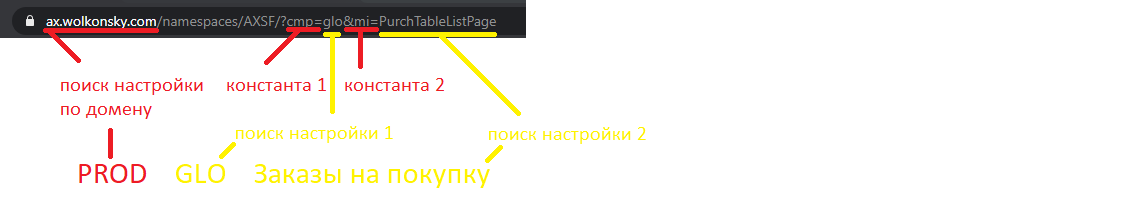 ax.wolkonsky.com/namespaces/AXSF/?cmp=glo&mi=PurchTableListPage
поиск настройки по домену
константа 1
константа 2
поиск настройки 1
поиск настройки 2
PROD GLO Заказы на покупку